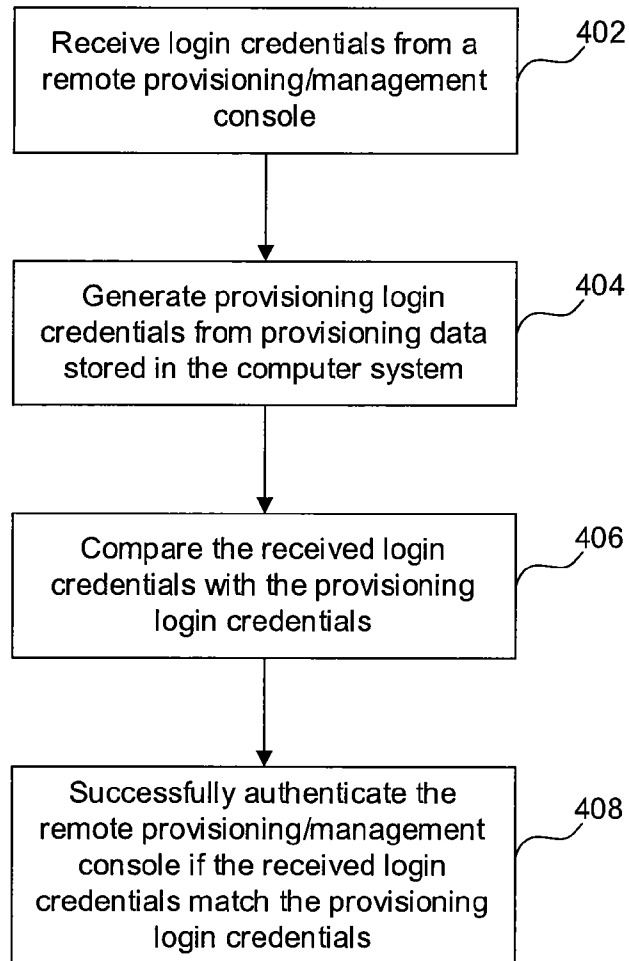 Receive login credentials from a
remote provisioning/management
console
402
Generate provisioning login
credentials from provisioning data
stored in the computer system
404
Compare the received login
credentials with the provisioning
login credentials
406
Successfully authenticate the
remote provisioning/management
console if the received login
credentials match the provisioning
login credentials
408